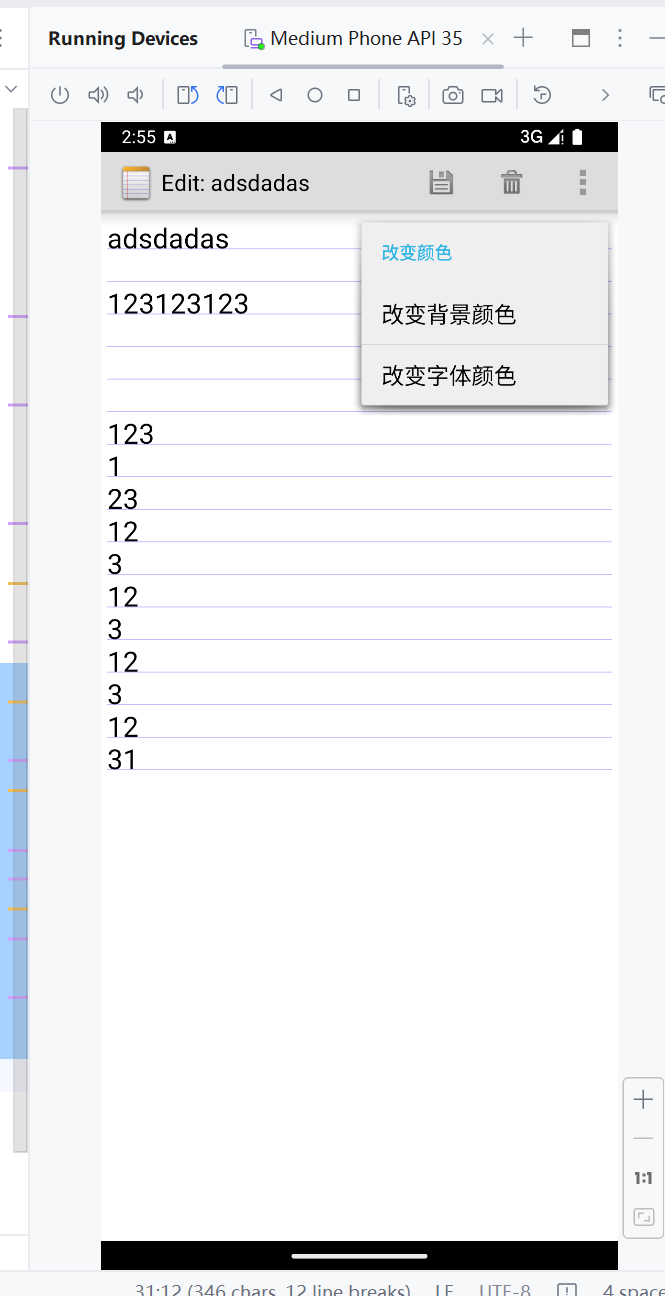 Running Devices
Medium Phone API 35
2:55 A
3G
Edit: adsdadas
adsdadas
改变颜色
改变背景颜色
改变字体颜色
123123123
123
1
23
12
3
12
3
12
3
12
31
1:1
31:12 (346 chars, 12 line breaks)
LF
UTF-8
4 space